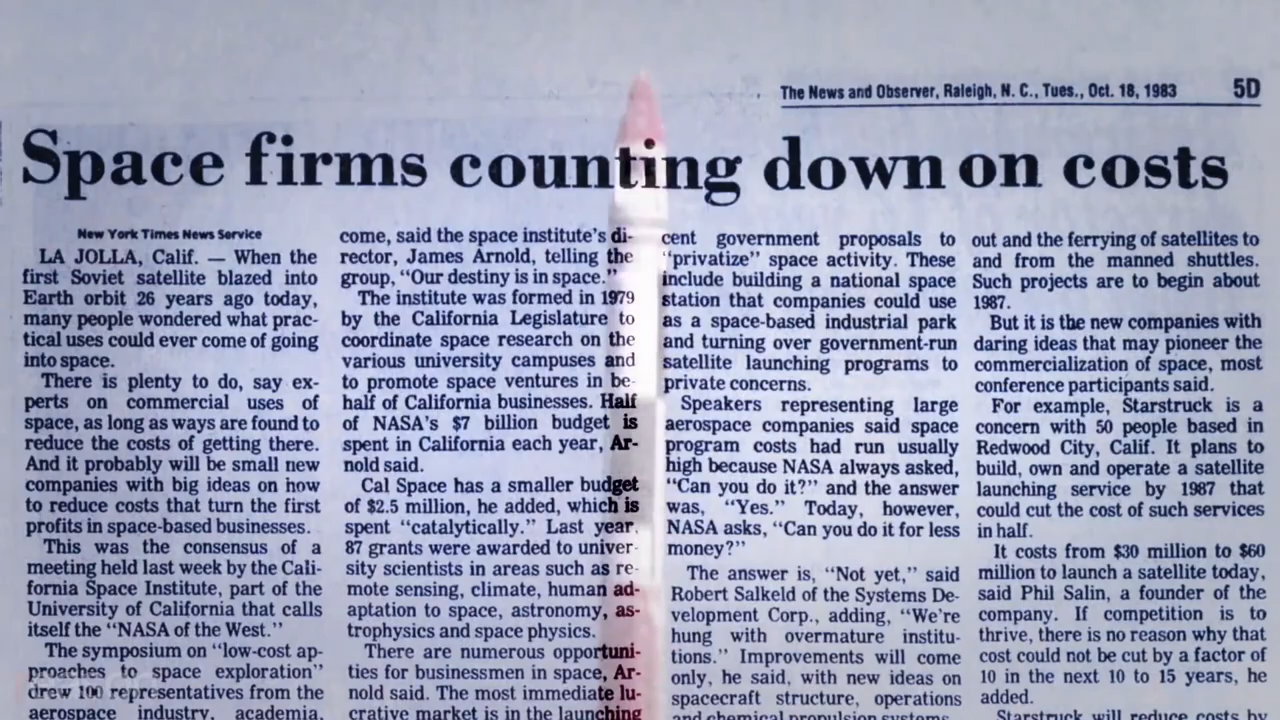 The News and Observer, Raleigh, N. C., Tues., Oct. 18, 1983 5D
Space firms counting down on costs
New York Times News Service
LA JOLLA, Calif. — When the
first Soviet satellite blazed into
Earth orbit 26 years ago today,
many people wondered what prac-
tical uses could ever come of going
into space.
There is plenty to do, say ex-
perts on commercial uses of
space, as long as ways are found to
reduce the costs of getting there.
And it probably will be small new
companies with big ideas on how
to reduce costs that turn the first
profits in space-based businesses.
This was the consensus of a
meeting held last week by the Cali-
fornia Space Institute, part of the
University of California that calls
itself the “NASA of the West.”
The symposium on “low-cost ap-
proaches to space exploration”
drew 100 representatives from the
aerospace industry, academia,
come, said the space institute’s di-
rector, James Arnold, telling the
group, “Our destiny is in space.”
The institute was formed in 1979
by the California Legislature to
coordinate space research on the
various university campuses and
to promote space ventures in be-
half of California businesses. Half
of NASA’s $7 billion budget is
spent in California each year, Ar-
nold said.
Cal Space has a smaller budget
of $2.5 million, he added, which is
spent “catalytically.” Last year,
87 grants were awarded to univer-
sity scientists in areas such as re-
mote sensing, climate, human ad-
aptation to space, astronomy, as-
trophysics and space physics.
There are numerous opportuni-
ties for businessmen in space, Ar-
nold said. The most immediate lu-
crative market is in the launching
cent government proposals to
“privatize” space activity. These
include building a national space
station that companies could use
as a space-based industrial park
and turning over government-run
satellite launching programs to
private concerns.
Speakers representing large
aerospace companies said space
program costs had run usually
high because NASA always asked,
“Can you do it?” and the answer
was, “Yes.” Today, however,
NASA asks, “Can you do it for less
money?”
The answer is, “Not yet,” said
Robert Salkeld of the Systems De-
velopment Corp., adding, “We’re
hung with overmature institu-
tions.” Improvements will come
only, he said, with new ideas on
spacecraft structure, operations
and chemical propulsion systems.
out and the ferrying of satellites to
and from the manned shuttles.
Such projects are to begin about
1987.
But it is the new companies with
daring ideas that may pioneer the
commercialization of space, most
conference participants said.
For example, Starstruck is a
concern with 50 people based in
Redwood City, Calif. It plans to
build, own and operate a satellite
launching service by 1987 that
could cut the cost of such services
in half.
It costs from $30 million to $60
million to launch a satellite today,
said Phil Salin, a founder of the
company. If competition is to
thrive, there is no reason why that
cost could not be cut by a factor of
10 in the next 10 to 15 years, he
added.
Starstruck will reduce costs by